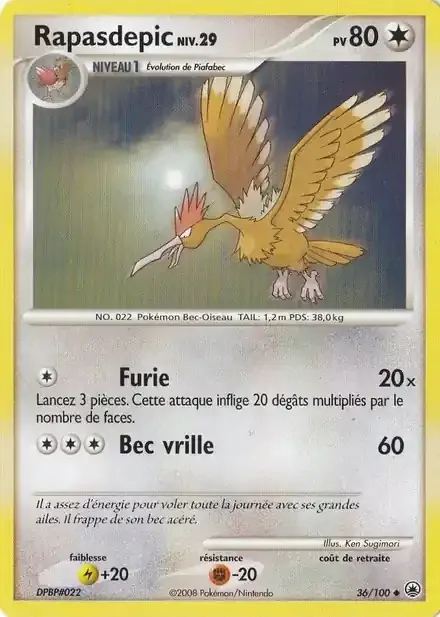 Rapasdepic NIV.29
PV 80
NIVEAU 1 Évolution de Piafabec
NO. 022 Pokémon Bec-Oiseau TAIL: 1,2 m PDS: 38,0 kg
Furie 20x
Lancez 3 pièces. Cette attaque inflige 20 dégâts multipliés par le
nombre de faces.
Bec vrille 60
Il a assez d'énergie pour voler toute la journée avec ses grandes
ailes. Il frappe de son bec acéré.
Illus. Ken Sugimori
faiblesse résistance coût de retraite
+20 -20
DPBP#022 ©2008 Pokémon/Nintendo 36/100